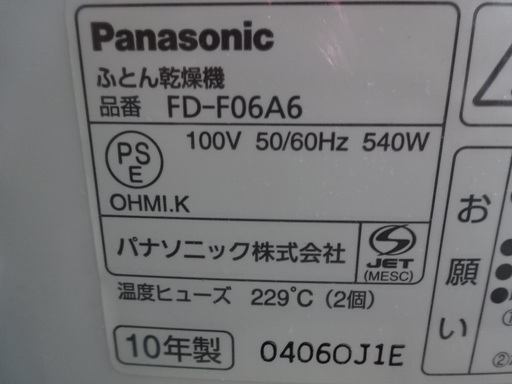 Panasonic
ふとん乾燥機
品番 FD-F06A6
100V 50/60Hz 540W
PS
E
OHMI.K
パナソニック株式会社
JET
(MESC)
温度ヒューズ 229℃(2個)
10年製 04060J1E
お願い